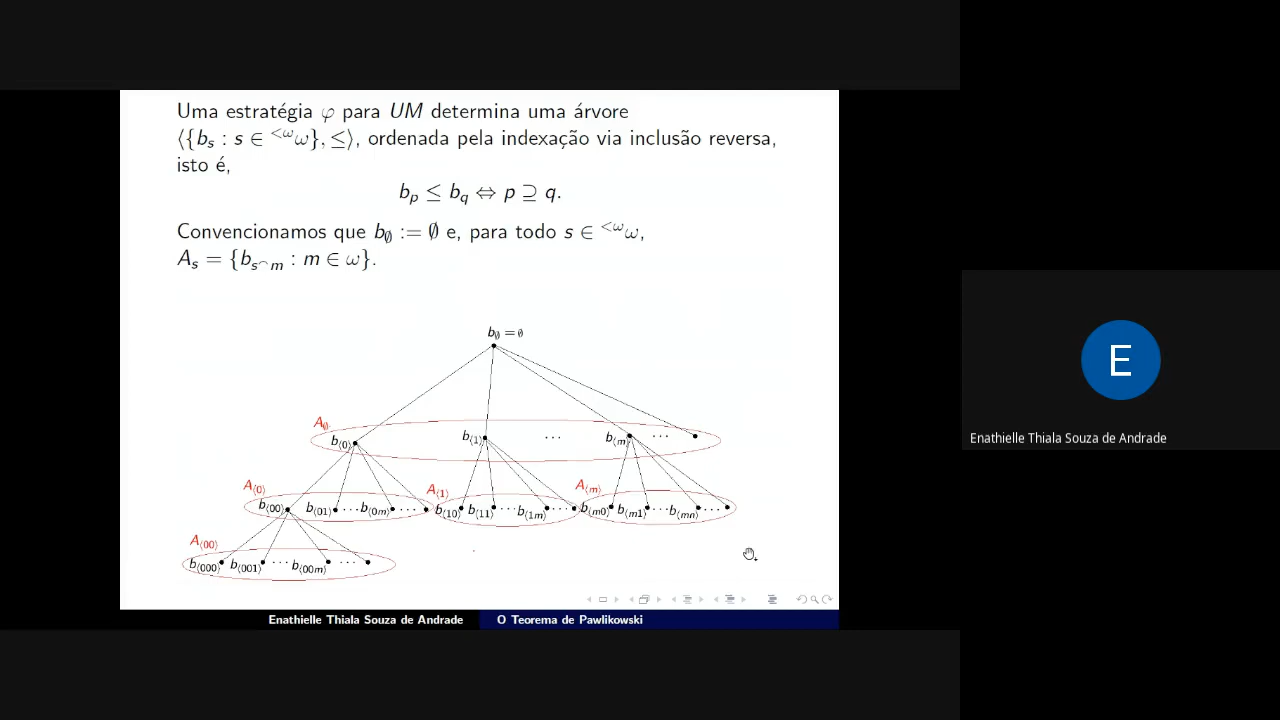 Uma estratégia φ para UM determina uma árvore
⟨{b_s : s ∈ ^{<ω}ω}, ≤⟩, ordenada pela indexação via inclusão reversa,
isto é,
b_p ≤ b_q ⇔ p ⊇ q.
Convencionamos que b_∅ := ∅ e, para todo s ∈ ^{<ω}ω,
A_s = {b_{s⌢m} : m ∈ ω}.
b_∅ = ∅
A_∅
b_⟨0⟩ b_⟨1⟩ ··· b_⟨m⟩ ···
A_⟨0⟩ A_⟨1⟩ A_⟨m⟩
b_⟨00⟩ b_⟨01⟩ ··· b_⟨0m⟩ ··· b_⟨10⟩ b_⟨11⟩ ··· b_⟨1m⟩ ··· b_⟨m0⟩ b_⟨m1⟩ ··· b_⟨mn⟩ ···
A_⟨00⟩
b_⟨000⟩ b_⟨001⟩ ··· b_⟨00m⟩ ···
Enathielle Thiala Souza de Andrade O Teorema de Pawlikowski
E
Enathielle Thiala Souza de Andrade